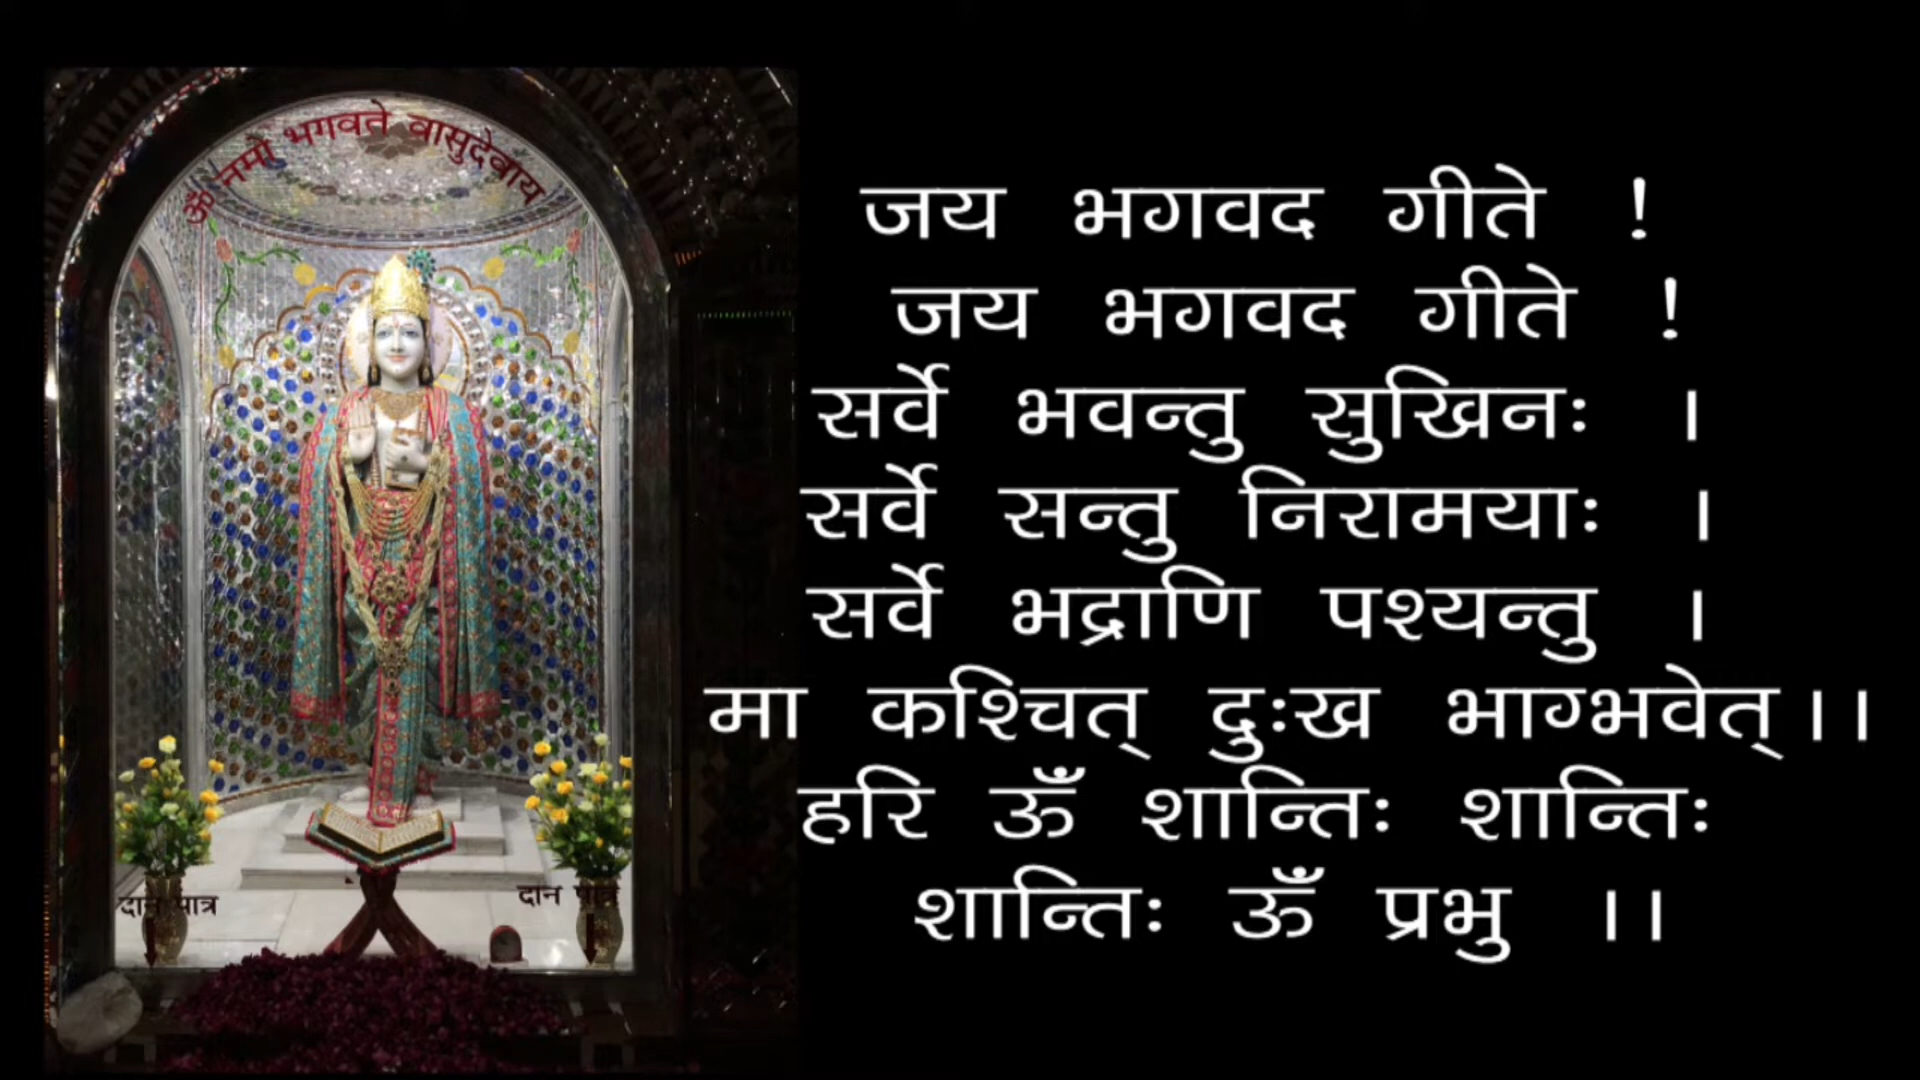 ॐ नमो भगवते वासुदेवाय
जय भगवद गीते !
जय भगवद गीते !
सर्वे भवन्तु सुखिनः ।
सर्वे सन्तु निरामयाः ।
सर्वे भद्राणि पश्यन्तु ।
मा कश्चित् दुःख भाग्भवेत् ।।
हरि ऊँ शान्तिः शान्तिः
शान्तिः ऊँ प्रभु ।।
दान पात्र
दान पात्र